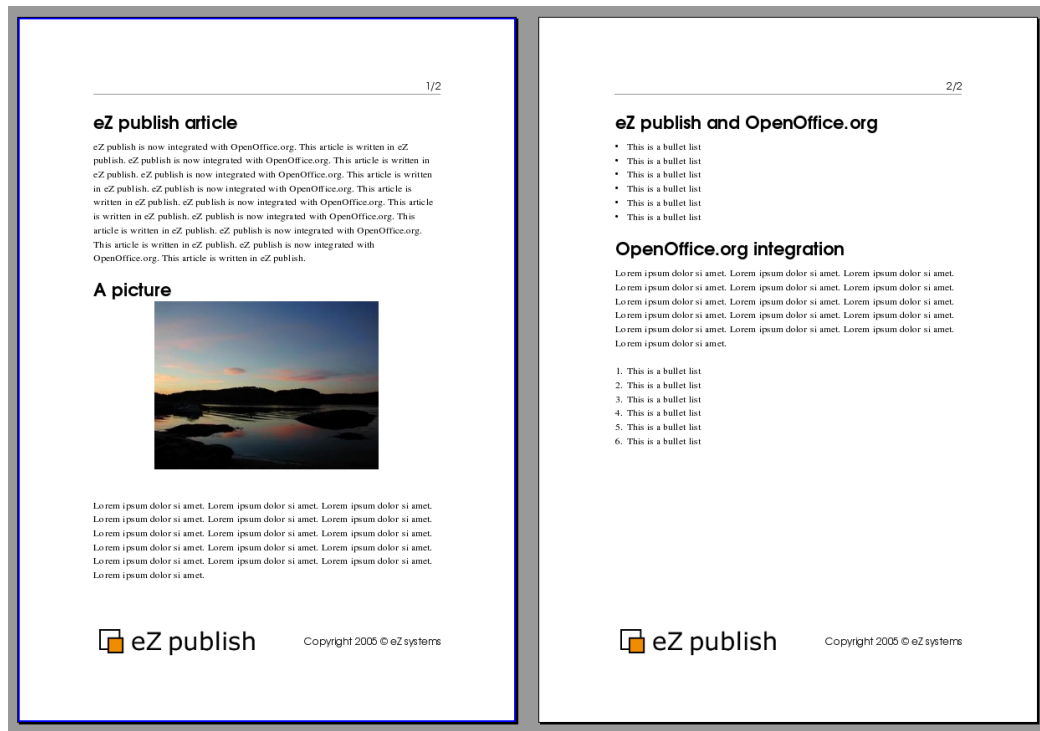 1/2
eZ publish article
eZ publish is now integrated with OpenOffice.org. This article is written in eZ
publish. eZ publish is now integrated with OpenOffice.org. This article is written in
eZ publish. eZ publish is now integrated with OpenOffice.org. This article is written
in eZ publish. eZ publish is now integrated with OpenOffice.org. This article is
written in eZ publish. eZ publish is now integrated with OpenOffice.org. This article
is written in eZ publish. eZ publish is now integrated with OpenOffice.org. This
article is written in eZ publish. eZ publish is now integrated with OpenOffice.org.
This article is written in eZ publish. eZ publish is now integrated with
OpenOffice.org. This article is written in eZ publish.
A picture
Lorem ipsum dolor si amet. Lorem ipsum dolor si amet. Lorem ipsum dolor si amet.
Lorem ipsum dolor si amet. Lorem ipsum dolor si amet. Lorem ipsum dolor si amet.
Lorem ipsum dolor si amet. Lorem ipsum dolor si amet. Lorem ipsum dolor si amet.
Lorem ipsum dolor si amet. Lorem ipsum dolor si amet. Lorem ipsum dolor si amet.
Lorem ipsum dolor si amet. Lorem ipsum dolor si amet. Lorem ipsum dolor si amet.
Lorem ipsum dolor si amet.
eZ publish
Copyright 2005 © eZ systems
2/2
eZ publish and OpenOffice.org
• This is a bullet list
• This is a bullet list
• This is a bullet list
• This is a bullet list
• This is a bullet list
• This is a bullet list
OpenOffice.org integration
Lorem ipsum dolor si amet. Lorem ipsum dolor si amet. Lorem ipsum dolor si amet.
Lorem ipsum dolor si amet. Lorem ipsum dolor si amet. Lorem ipsum dolor si amet.
Lorem ipsum dolor si amet. Lorem ipsum dolor si amet. Lorem ipsum dolor si amet.
Lorem ipsum dolor si amet. Lorem ipsum dolor si amet. Lorem ipsum dolor si amet.
Lorem ipsum dolor si amet. Lorem ipsum dolor si amet. Lorem ipsum dolor si amet.
Lorem ipsum dolor si amet.
1. This is a bullet list
2. This is a bullet list
3. This is a bullet list
4. This is a bullet list
5. This is a bullet list
6. This is a bullet list
eZ publish
Copyright 2005 © eZ systems